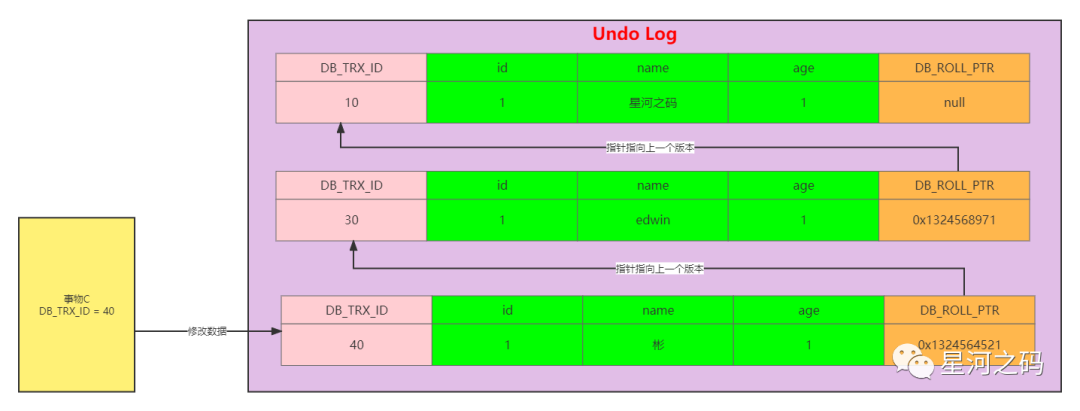 Undo Log
DB_TRX_ID id name age DB_ROLL_PTR
10 1 星河之码 1 null
指针指向上一个版本
DB_TRX_ID id name age DB_ROLL_PTR
30 1 edwin 1 0x1324568971
指针指向上一个版本
事物C
DB_TRX_ID = 40
修改数据
DB_TRX_ID id name age DB_ROLL_PTR
40 1 彬 1 0x1324564521
星河之码